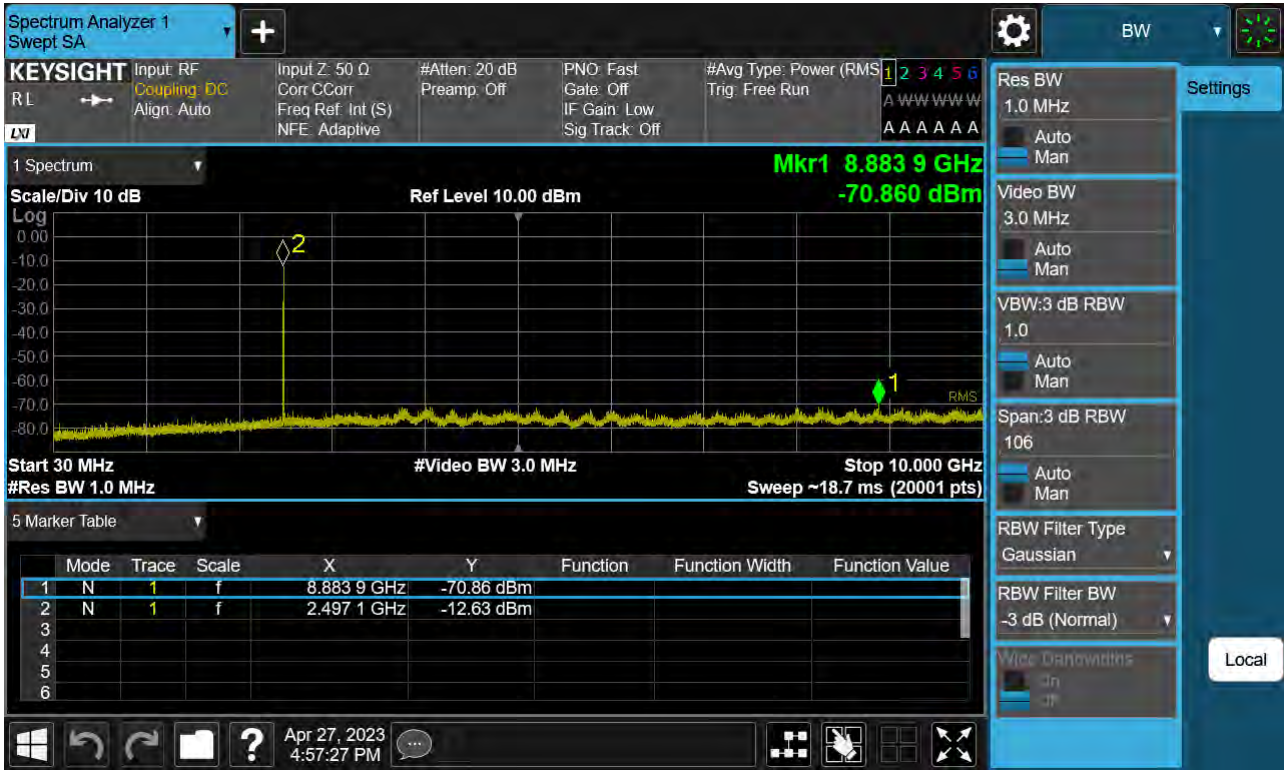 Spectrum Analyzer 1
Swept SA
+
BW
KEYSIGHT
RL
LXI
Input: RF
Coupling: DC
Align: Auto
Input Z: 50 Ω
Corr CCorr
Freq Ref: Int (S)
NFE: Adaptive
#Atten: 20 dB
Preamp: Off
PNO: Fast
Gate: Off
IF Gain: Low
Sig Track: Off
#Avg Type: Power (RMS
Trig: Free Run
1 2 3 4 5 6
A W W W W W
A A A A A A
1 Spectrum
Mkr1 8.883 9 GHz
Scale/Div 10 dB
Ref Level 10.00 dBm
-70.860 dBm
Log
0.00
-10.0
-20.0
-30.0
-40.0
-50.0
-60.0
-70.0
-80.0
2
1
RMS
Start 30 MHz
#Video BW 3.0 MHz
Stop 10.000 GHz
#Res BW 1.0 MHz
Sweep ~18.7 ms (20001 pts)
5 Marker Table
Mode Trace Scale X Y Function Function Width Function Value
1 N 1 f 8.883 9 GHz -70.86 dBm
2 N 1 f 2.497 1 GHz -12.63 dBm
3
4
5
6
Res BW
1.0 MHz
Auto
Man
Video BW
3.0 MHz
Auto
Man
VBW:3 dB RBW
1.0
Auto
Man
Span:3 dB RBW
106
Auto
Man
RBW Filter Type
Gaussian
RBW Filter BW
-3 dB (Normal)
Settings
Local
?
Apr 27, 2023
4:57:27 PM